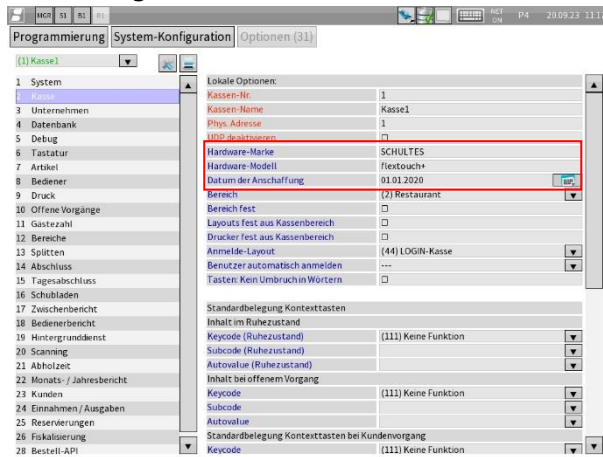 MGR S1 B1 B1 NET ON P4 20.09.23 11:1
Programmierung System-Konfiguration Optionen (31)
(1) Kasse1
1 System
2 Kasse
3 Unternehmen
4 Datenbank
5 Debug
6 Tastatur
7 Artikel
8 Bediener
9 Druck
10 Offene Vorgänge
11 Gästezahl
12 Bereiche
13 Splitten
14 Abschluss
15 Tagesabschluss
16 Schubladen
17 Zwischenbericht
18 Bedienerbericht
19 Hintergrunddienst
20 Scanning
21 Abholzeit
22 Monats- / Jahresbericht
23 Kunden
24 Einnahmen / Ausgaben
25 Reservierungen
26 Fiskalisierung
28 Bestell-API
Lokale Optionen:
Kassen-Nr. 1
Kassen-Name Kasse1
Phys. Adresse 1
UDP deaktivieren
Hardware-Marke SCHULTES
Hardware-Modell flextouch+
Datum der Anschaffung 01.01.2020
Bereich (2) Restaurant
Bereich fest
Layouts fest aus Kassenbereich
Drucker fest aus Kassenbereich
Anmelde-Layout (44) LOGIN-Kasse
Benutzer automatisch anmelden ---
Tasten: Kein Umbruch in Wörtern
Standardbelegung Kontexttasten
Inhalt im Ruhezustand
Keycode (Ruhezustand) (111) Keine Funktion
Subcode (Ruhezustand)
Autovalue (Ruhezustand)
Inhalt bei offenem Vorgang
Keycode (111) Keine Funktion
Subcode
Autovalue
Standardbelegung Kontexttasten bei Kundenvorgang
Keycode (111) Keine Funktion